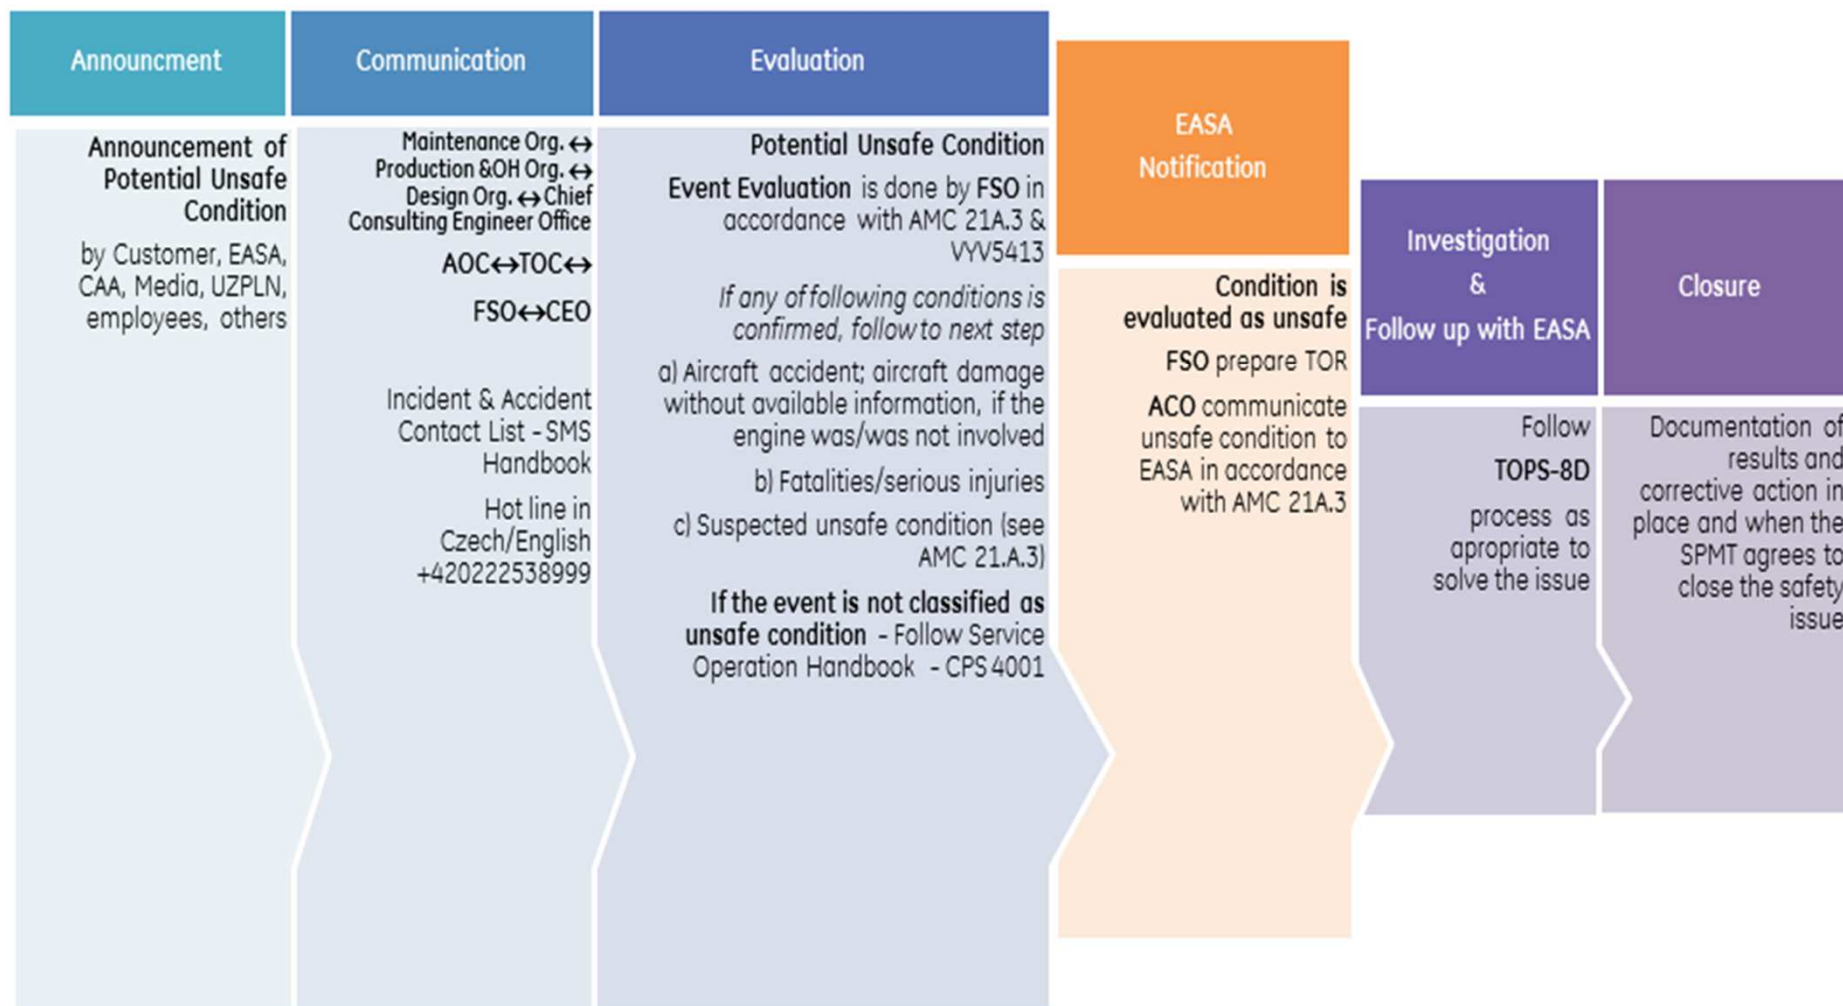 Announcment
Announcement of
Potential Unsafe
Condition
by Customer, EASA,
CAA, Media, UZPLN,
employees, others
Communication
Maintenance Org. ↔
Production &OH Org. ↔
Design Org. ↔ Chief
Consulting Engineer Office
AOC↔TOC↔
FSO↔CEO
Incident & Accident
Contact List - SMS
Handbook
Hot line in
Czech/English
+420222538999
Evaluation
Potential Unsafe Condition
Event Evaluation is done by FSO in
accordance with AMC 21A.3 &
VYV5413
If any of following conditions is
confirmed, follow to next step
a) Aircraft accident; aircraft damage
without available information, if the
engine was/was not involved
b) Fatalities/serious injuries
c) Suspected unsafe condition (see
AMC 21.A.3)
If the event is not classified as
unsafe condition - Follow Service
Operation Handbook - CPS 4001
EASA
Notification
Condition is
evaluated as unsafe
FSO prepare TOR
ACO communicate
unsafe condition to
EASA in accordance
with AMC 21A.3
Investigation
&
Follow up with EASA
Follow
TOPS-8D
process as
apropriate to
solve the issue
Closure
Documentation of
results and
corrective action in
place and when the
SPMT agrees to
close the safety
issue